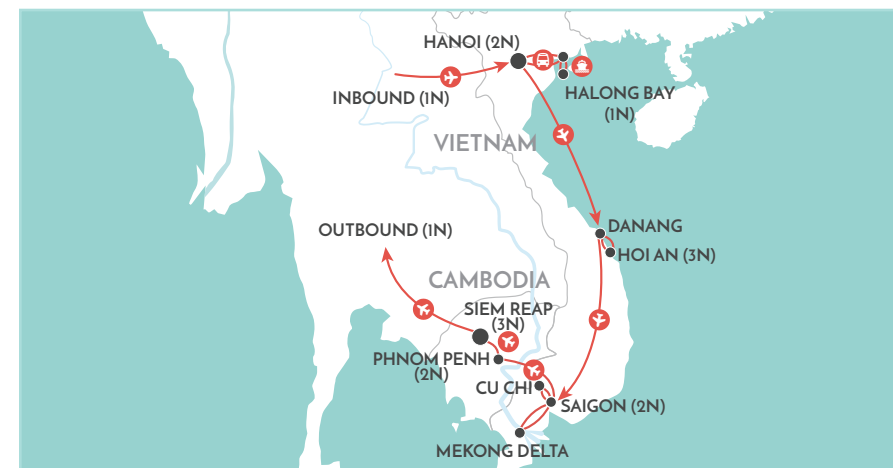 HANOI (2N)
INBOUND (1N)
HALONG BAY
(1N)
VIETNAM
DANANG
HOI AN (3N)
OUTBOUND (1N)
CAMBODIA
SIEM REAP
(3N)
PHNOM PENH
(2N)
CU CHI
SAIGON (2N)
MEKONG DELTA